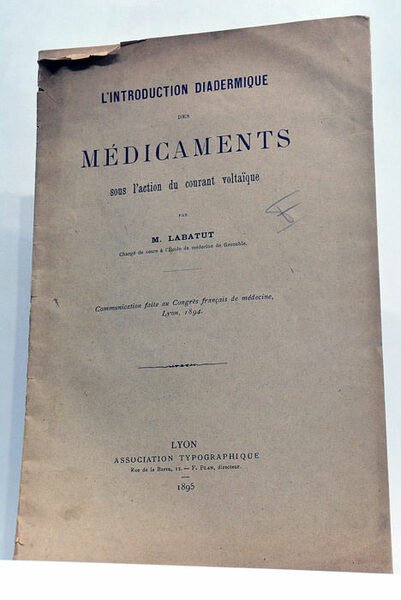 L'INTRODUCTION DIADERMIQUE
DES
MÉDICAMENTS
sous l'action du courant voltaïque
PAR
M. LABATUT
Chargé de cours à l'École de médecine de Grenoble.
Communication faite au Congrès français de médecine,
Lyon, 1894.
LYON
ASSOCIATION TYPOGRAPHIQUE
Rue de la Barre, 12. — F. PLAN, directeur.
1895